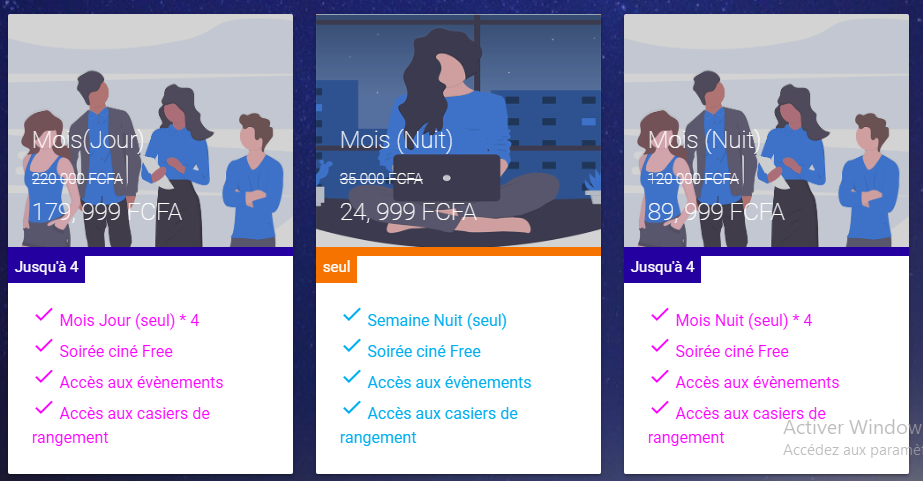 Mois(Jour)
220 000 FCFA
179, 999 FCFA
Jusqu'à 4
Mois Jour (seul) * 4
Soirée ciné Free
Accès aux évènements
Accès aux casiers de
rangement
Mois (Nuit)
35 000 FCFA
24, 999 FCFA
seul
Semaine Nuit (seul)
Soirée ciné Free
Accès aux évènements
Accès aux casiers de
rangement
Mois (Nuit)
120 000 FCFA
89, 999 FCFA
Jusqu'à 4
Mois Nuit (seul) * 4
Soirée ciné Free
Accès aux évènements
Accès aux casiers de
rangement
Activer Window
Accédez aux paramèt